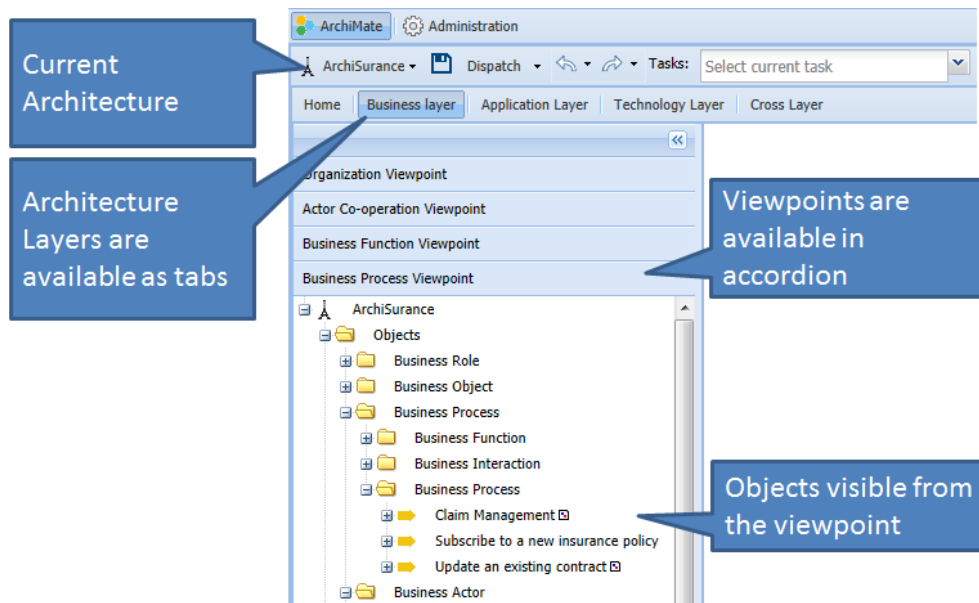 ArchiMate
Administration
Current
Architecture
ArchiSurance
Dispatch
Tasks:
Select current task
Home
Business layer
Application Layer
Technology Layer
Cross Layer
Architecture
Layers are
available as tabs
Organization Viewpoint
Actor Co-operation Viewpoint
Business Function Viewpoint
Business Process Viewpoint
Viewpoints are
available in
accordion
ArchiSurance
Objects
Business Role
Business Object
Business Process
Business Function
Business Interaction
Business Process
Claim Management
Subscribe to a new insurance policy
Update an existing contract
Business Actor
Objects visible from
the viewpoint